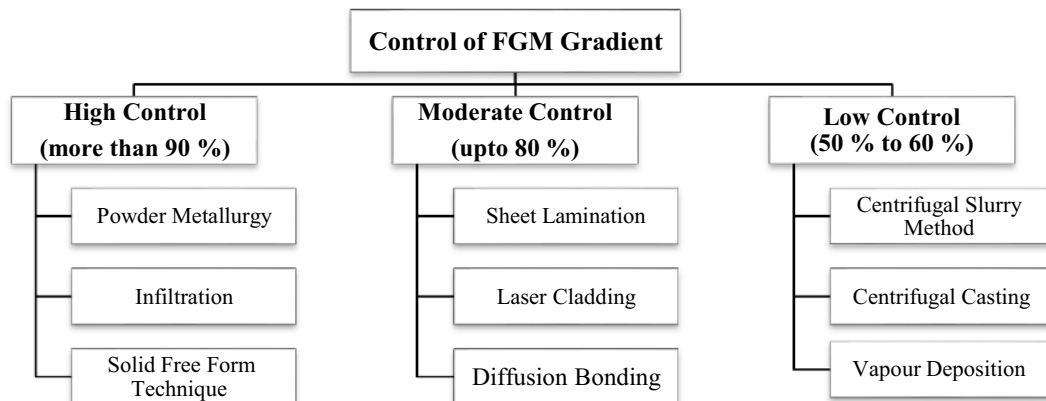 Control of FGM Gradient
High Control
(more than 90 %)
Powder Metallurgy
Infiltration
Solid Free Form
Technique
Moderate Control
(upto 80 %)
Sheet Lamination
Laser Cladding
Diffusion Bonding
Low Control
(50 % to 60 %)
Centrifugal Slurry
Method
Centrifugal Casting
Vapour Deposition